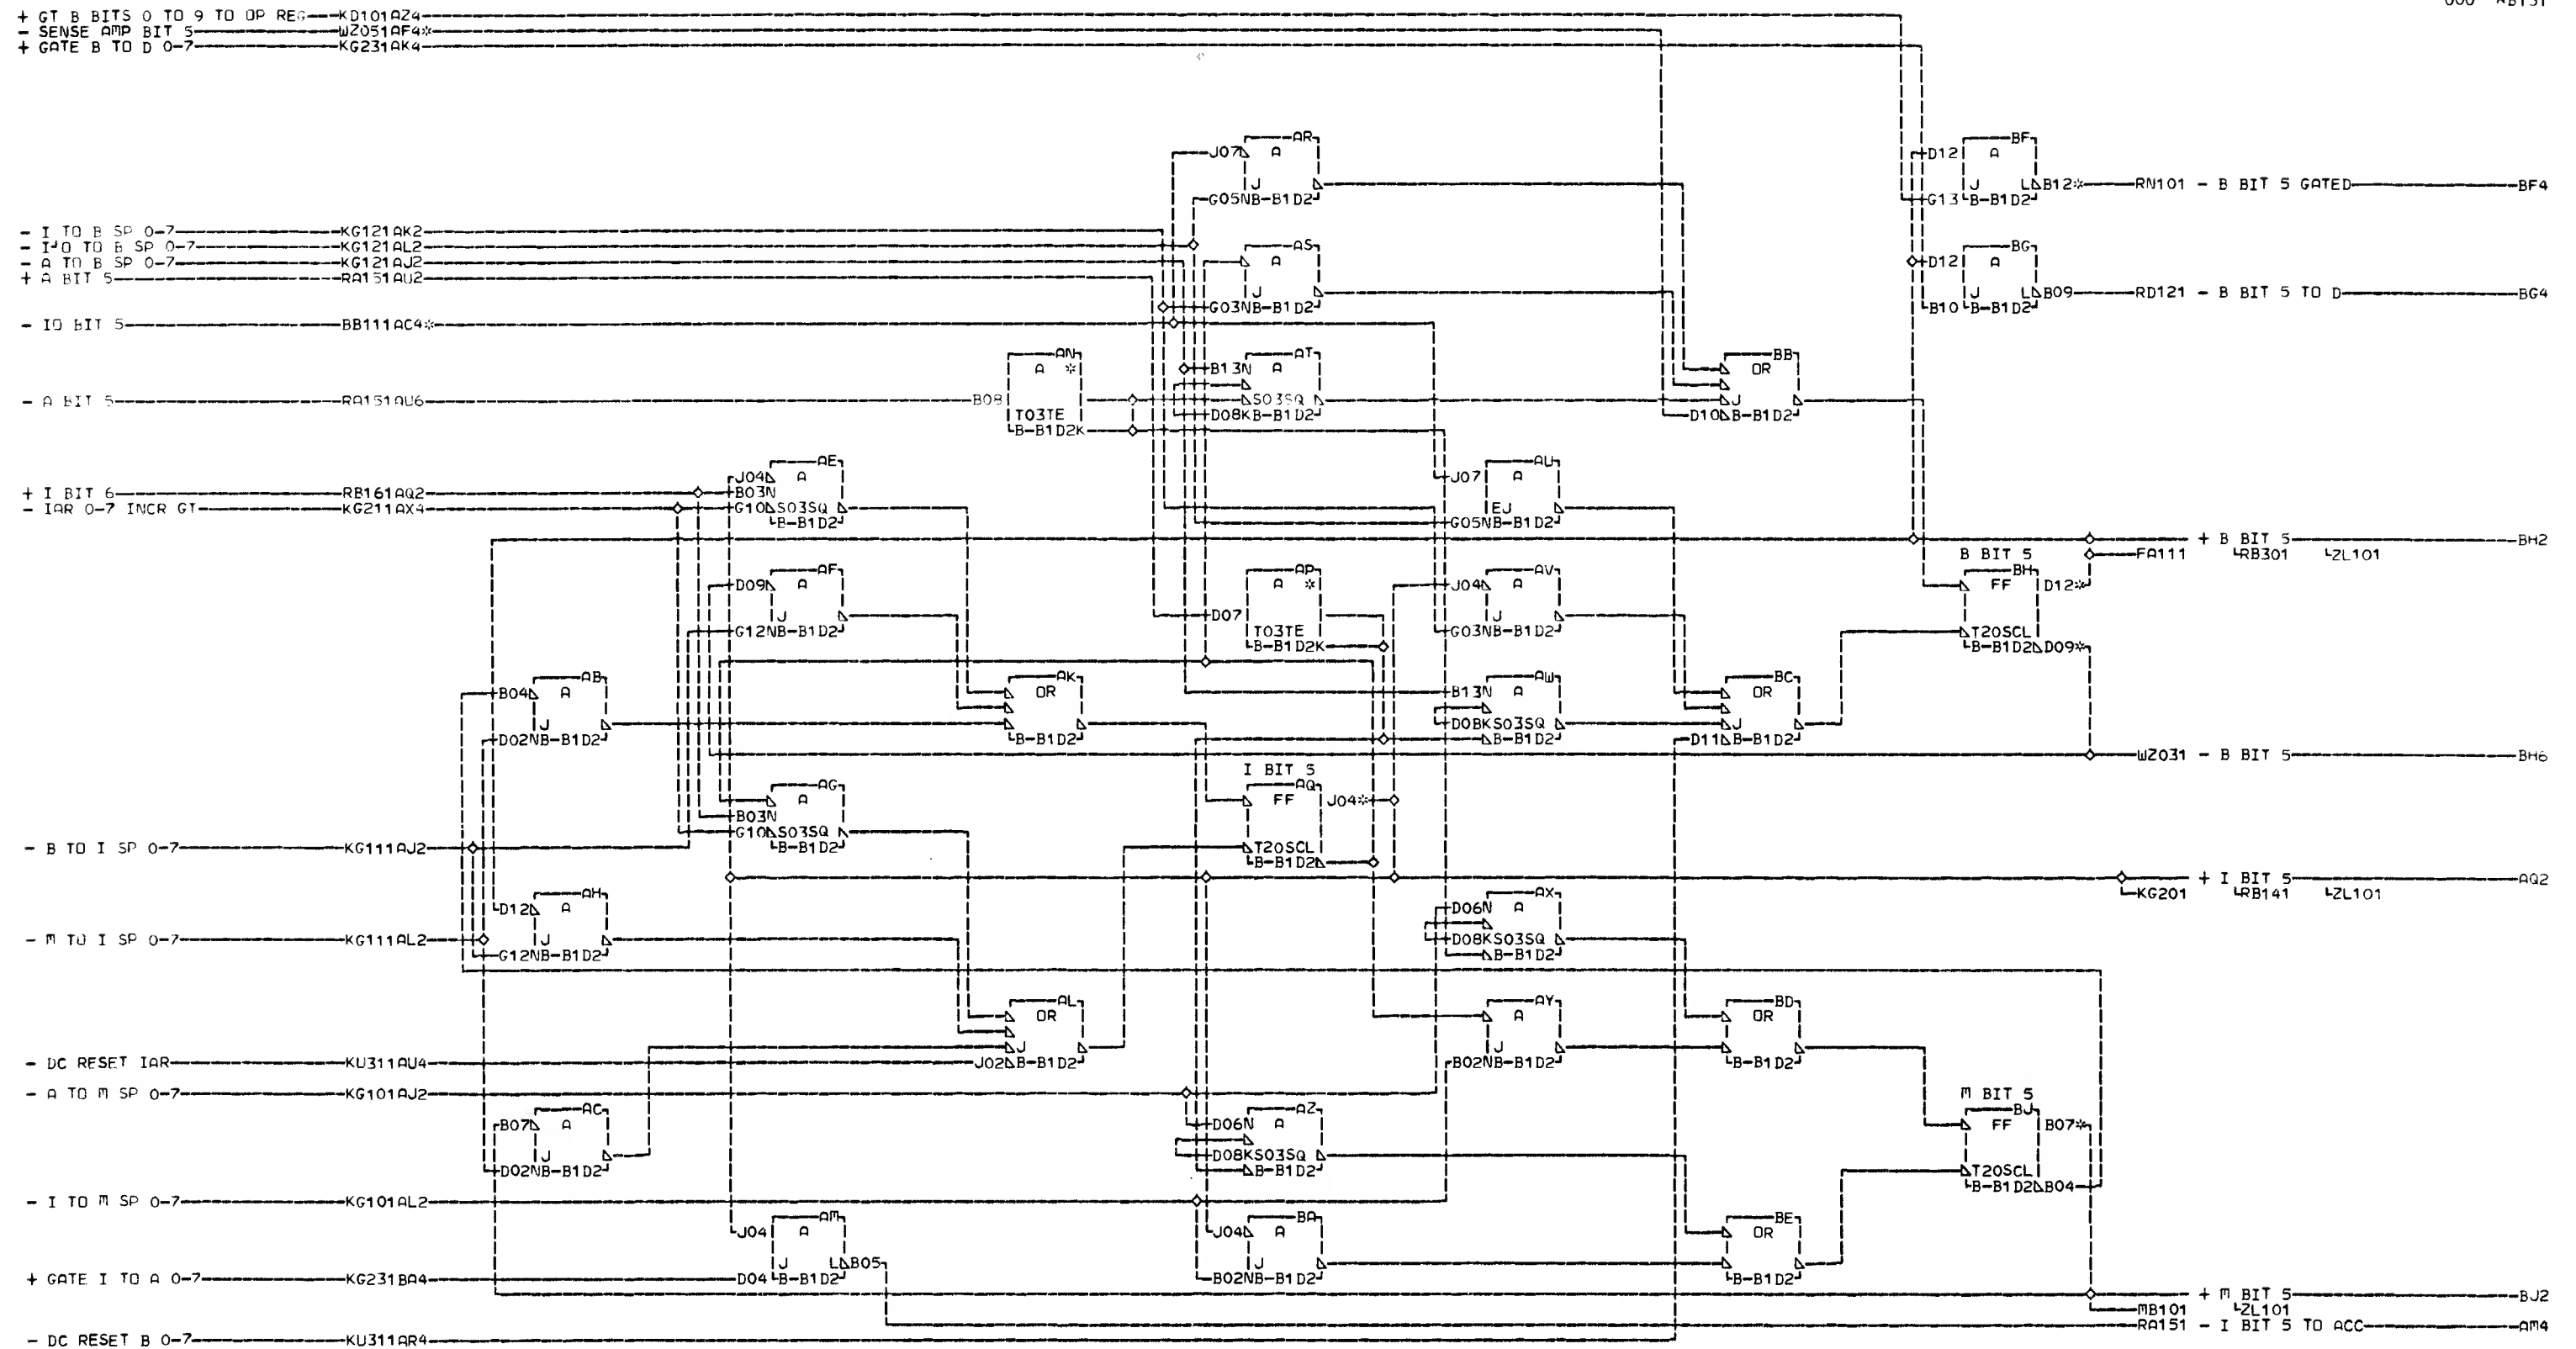 + GT B BITS 0 TO 9 TO OP REG KD101AZ4
- SENSE AMP BIT 5 WZ051AF4*
+ GATE B TO D 0-7 KG231AK4
AR
J07 A
BF
D12 A
J
J L B12* RN101 - B BIT 5 GATED BF4
G05NB-B1D2
G13 B-B1D2
- I TO B SP 0-7 KG121AK2
KG121AL2
AS
BG
- A TO B SP 0-7 KG121AJ2
A
D12 A
+ A BIT 5 RA151AU2
J
J L B09 RD121 - B BIT 5 TO D BG4
G03NB-B1D2
B10 B-B1D2
- IO BIT 5 BB111AC4*
AN
AT
BB
A *
B13N A
OR
- A BIT 5 RA151AU6
B08
S03SQ
J
T03TE
D08KB-B1D2
D10 B-B1D2
B-B1D2K
AE
AU
J04 A
J07 A
+ I BIT 6 RB161AQ2
B03N
- IAR 0-7 INCR GT KG211AX4
G10 S03SQ
EJ
B-B1D2
G05NB-B1D2
+ B BIT 5 BH2
B BIT 5
FA111 RB301 ZL101
AF
AP
AV
BH
D09 A
A *
J04 A
FF D12*
J
D07
J
G12NB-B1D2
T03TE
G03NB-B1D2
T20SCL
B-B1D2K
B-B1D2 D09*
AB
AK
AW
BC
B04 A
OR
B13N A
OR
J
D08KS03SQ
J
D02NB-B1D2
B-B1D2
B-B1D2
D11 B-B1D2
WZ031 - B BIT 5 BH6
I BIT 5
AG
AQ
A
FF J04*
B03N
G10 S03SQ
- B TO I SP 0-7 KG111AJ2
B-B1D2
T20SCL
B-B1D2
+ I BIT 5 AQ2
KG201 RB141 ZL101
AH
AX
D12 A
D06N A
- M TO I SP 0-7 KG111AL2
J
D08KS03SQ
G12NB-B1D2
B-B1D2
AL
AY
BD
OR
A
OR
J
J
- DC RESET IAR KU311AU4
J02 B-B1D2
B02NB-B1D2
B-B1D2
- A TO M SP 0-7 KG101AJ2
M BIT 5
AC
AZ
BJ
B07 A
D06N A
FF B07*
J
D08KS03SQ
D02NB-B1D2
B-B1D2
T20SCL
B-B1D2 B04
- I TO M SP 0-7 KG101AL2
AM
BA
BE
J04 A
J04 A
OR
J L B05
J
+ GATE I TO A 0-7 KG231BA4
D04 B-B1D2
B02NB-B1D2
B-B1D2
+ M BIT 5 BJ2
MB101 ZL101
RA151 - I BIT 5 TO ACC AM4
- DC RESET B 0-7 KU311AR4